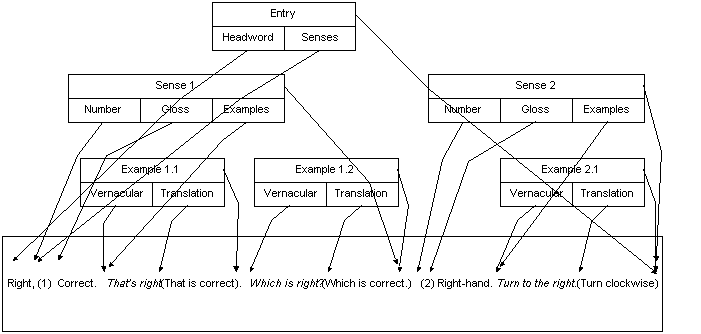 Entry
Headword Senses
Sense 1 Sense 2
Number Gloss Examples Number Gloss Examples
Example 1.1 Example 1.2 Example 2.1
Vernacular Translation Vernacular Translation Vernacular Translation
Right, (1) Correct. That's right (That is correct). Which is right? (Which is correct.) (2) Right-hand. Turn to the right. (Turn clockwise)